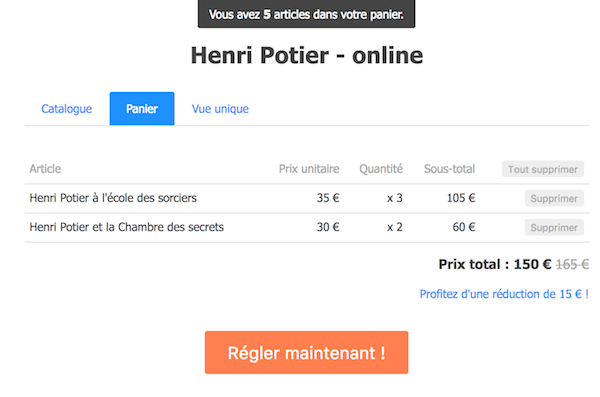 Vous avez 5 articles dans votre panier.
Henri Potier - online
Catalogue Panier Vue unique
Article Prix unitaire Quantité Sous-total Tout supprimer
Henri Potier à l'école des sorciers 35 € x 3 105 € Supprimer
Henri Potier et la Chambre des secrets 30 € x 2 60 € Supprimer
Prix total : 150 € 165 €
Profitez d'une réduction de 15 € !
Régler maintenant !